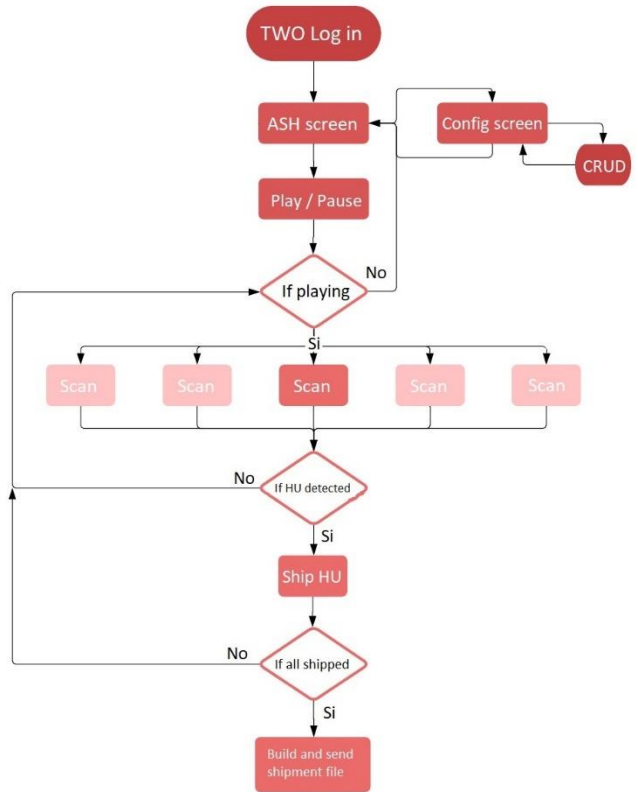 TWO Log in
ASH screen
Config screen
CRUD
Play / Pause
If playing
No
Si
Scan
Scan
Scan
Scan
Scan
No
If HU detected
Si
Ship HU
No
If all shipped
Si
Build and send
shipment file